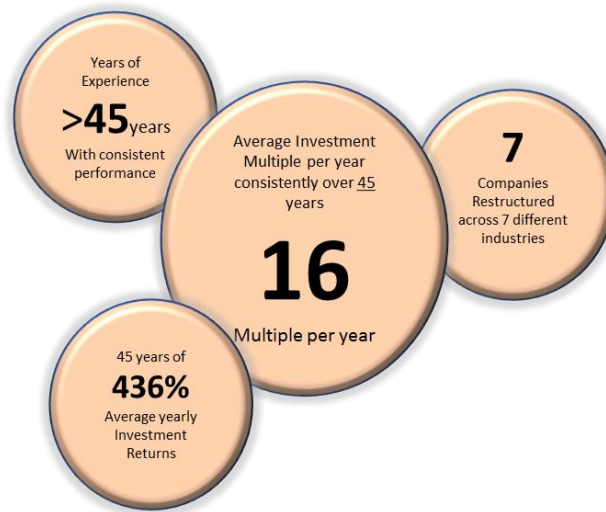 Years of
Experience
>45years
With consistent
performance
Average Investment
Multiple per year
consistently over 45
years
16
Multiple per year
7
Companies
Restructured
across 7 different
industries
45 years of
436%
Average yearly
Investment
Returns